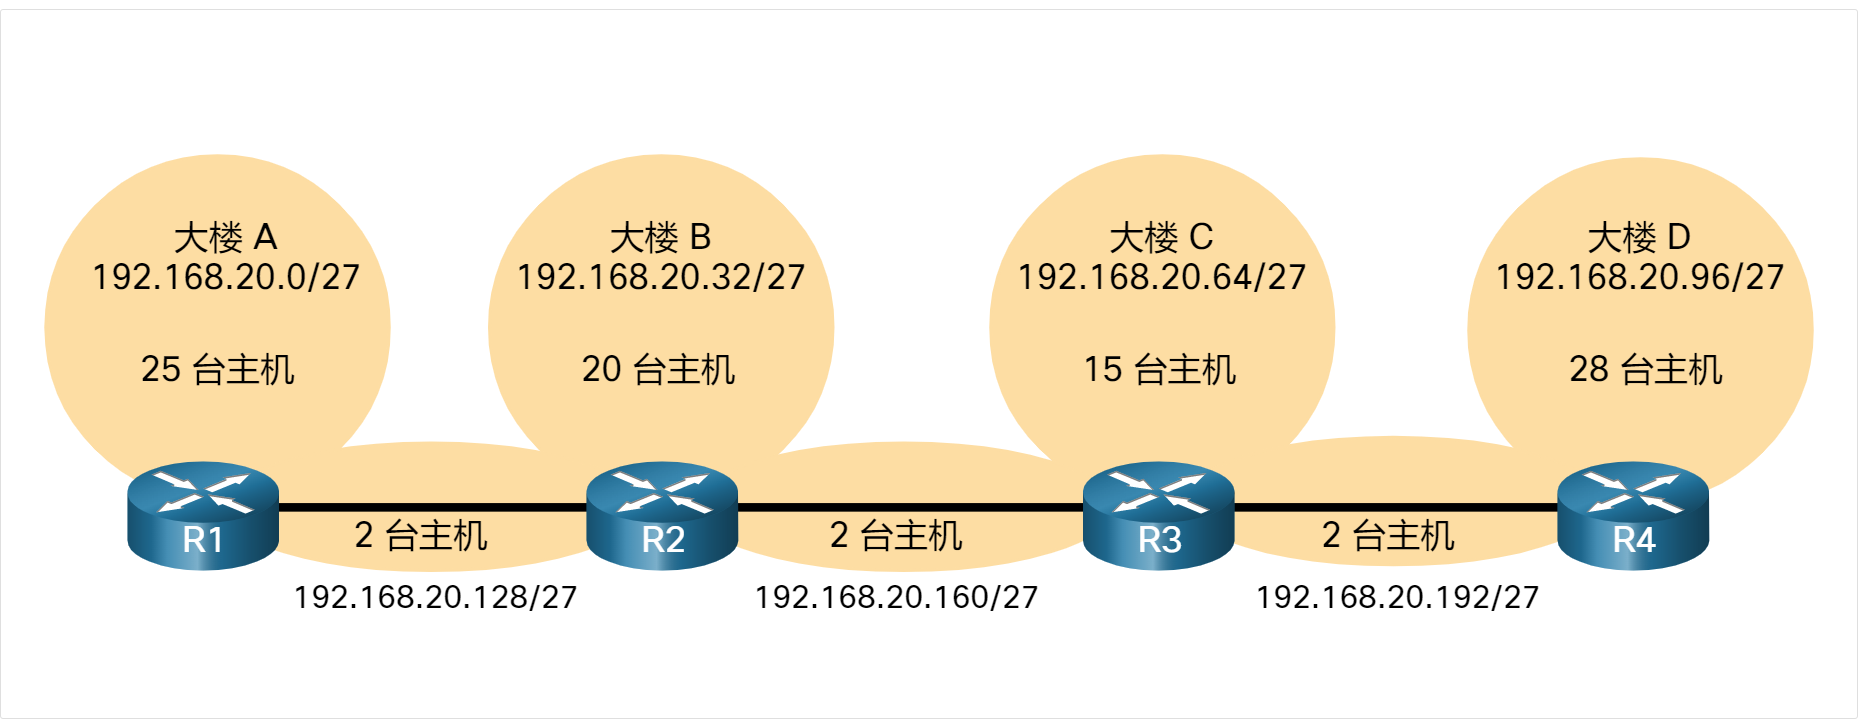 大楼 A
192.168.20.0/27
25 台主机
大楼 B
192.168.20.32/27
20 台主机
大楼 C
192.168.20.64/27
15 台主机
大楼 D
192.168.20.96/27
28 台主机
R1
2 台主机
R2
2 台主机
R3
2 台主机
R4
192.168.20.128/27
192.168.20.160/27
192.168.20.192/27